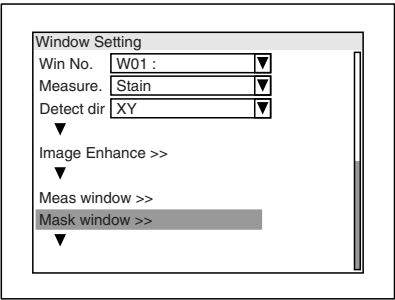 Window Setting
Win No. W01 :
Measure. Stain
Detect dir XY
Image Enhance >>
Meas window >>
Mask window >>